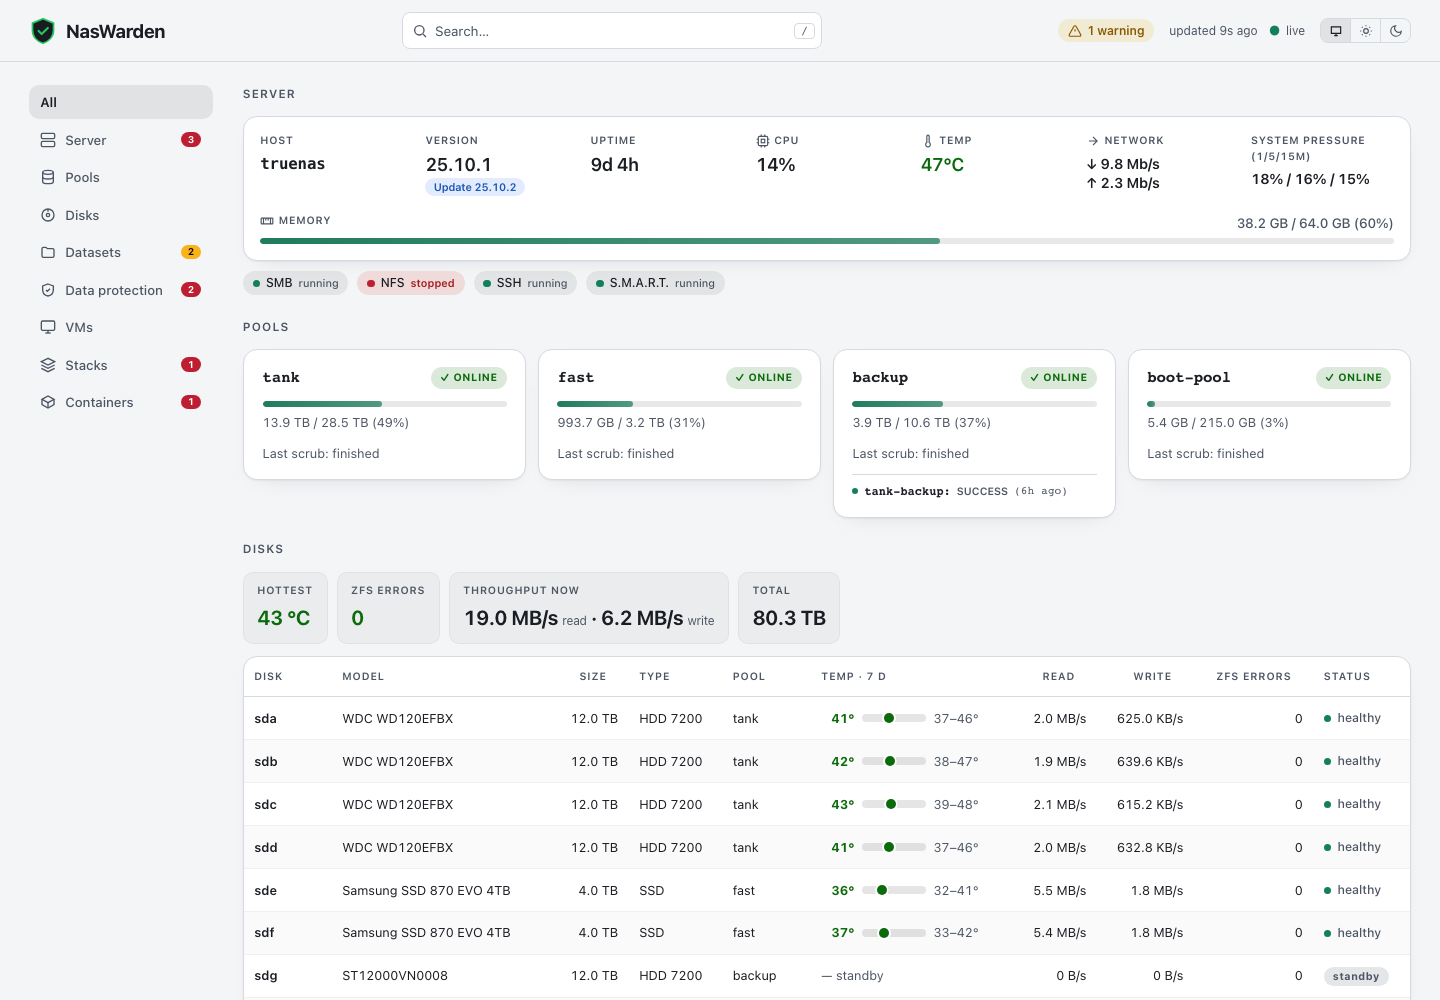 NasWarden
Search...
/
1 warning
updated 9s ago
live
All
Server 3
Pools
Disks
Datasets 2
Data protection 2
VMs
Stacks 1
Containers 1
SERVER
HOST
truenas
VERSION
25.10.1
Update 25.10.2
UPTIME
9d 4h
CPU
14%
TEMP
47°C
NETWORK
↓ 9.8 Mb/s
↑ 2.3 Mb/s
SYSTEM PRESSURE
(1/5/15M)
18% / 16% / 15%
MEMORY
38.2 GB / 64.0 GB (60%)
SMB running
NFS stopped
SSH running
S.M.A.R.T. running
POOLS
tank
✓ ONLINE
13.9 TB / 28.5 TB (49%)
Last scrub: finished
fast
✓ ONLINE
993.7 GB / 3.2 TB (31%)
Last scrub: finished
backup
✓ ONLINE
3.9 TB / 10.6 TB (37%)
Last scrub: finished
tank-backup: SUCCESS (6h ago)
boot-pool
✓ ONLINE
5.4 GB / 215.0 GB (3%)
Last scrub: finished
DISKS
HOTTEST
43 °C
ZFS ERRORS
0
THROUGHPUT NOW
19.0 MB/s read · 6.2 MB/s write
TOTAL
80.3 TB
DISK MODEL SIZE TYPE POOL TEMP · 7 D READ WRITE ZFS ERRORS STATUS
sda WDC WD120EFBX 12.0 TB HDD 7200 tank 41° 37–46° 2.0 MB/s 625.0 KB/s 0 healthy
sdb WDC WD120EFBX 12.0 TB HDD 7200 tank 42° 38–47° 1.9 MB/s 639.6 KB/s 0 healthy
sdc WDC WD120EFBX 12.0 TB HDD 7200 tank 43° 39–48° 2.1 MB/s 615.2 KB/s 0 healthy
sdd WDC WD120EFBX 12.0 TB HDD 7200 tank 41° 37–46° 2.0 MB/s 632.8 KB/s 0 healthy
sde Samsung SSD 870 EVO 4TB 4.0 TB SSD fast 36° 32–41° 5.5 MB/s 1.8 MB/s 0 healthy
sdf Samsung SSD 870 EVO 4TB 4.0 TB SSD fast 37° 33–42° 5.4 MB/s 1.8 MB/s 0 healthy
sdg ST12000VN0008 12.0 TB HDD 7200 backup — standby 0 B/s 0 B/s 0 standby